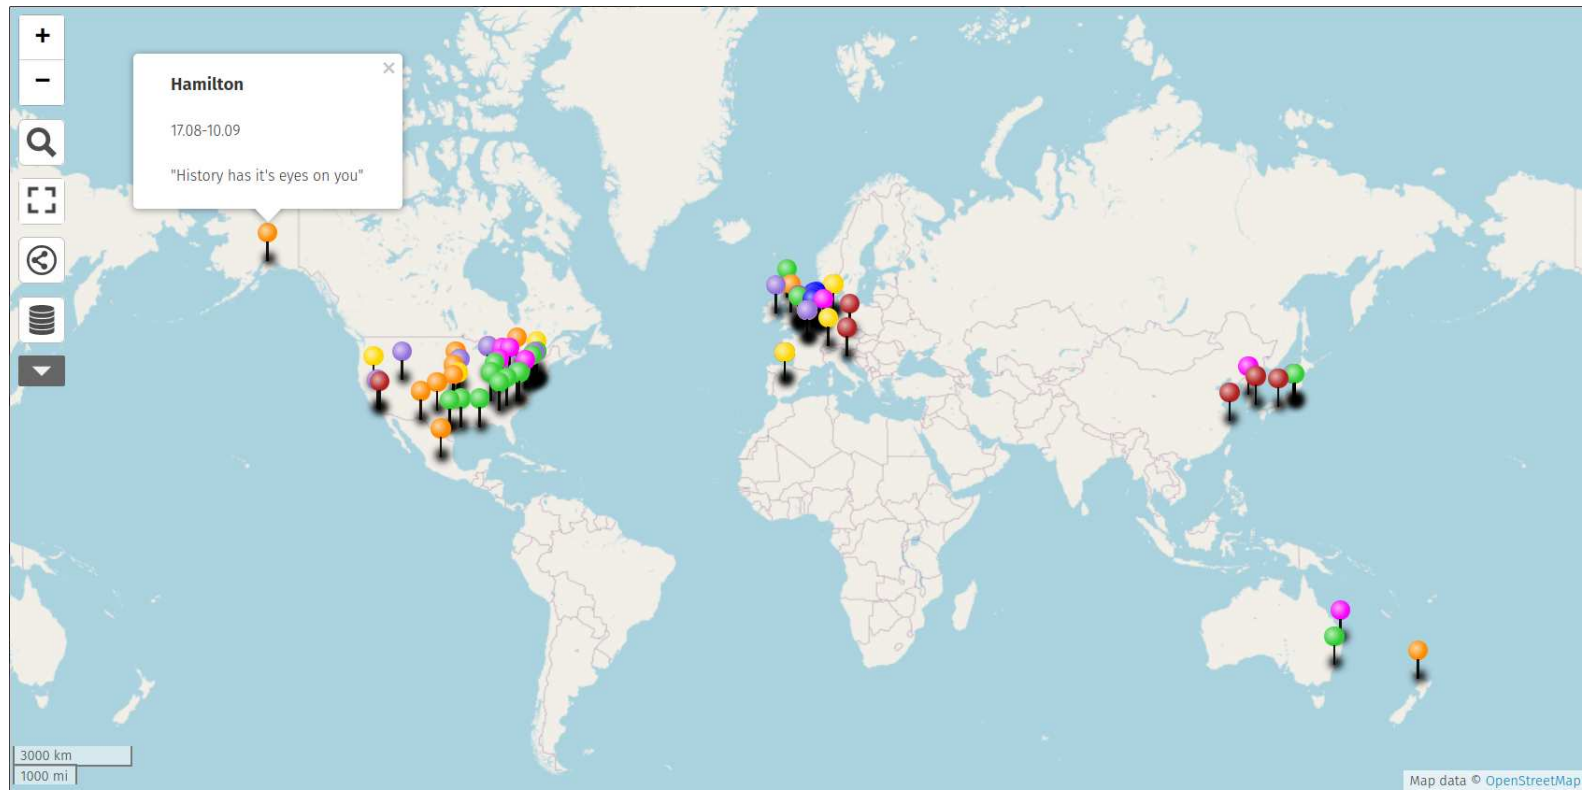 +
−
Hamilton
×
17.08-10.09
"History has it's eyes on you"
3000 km
1000 mi
Map data © OpenStreetMap